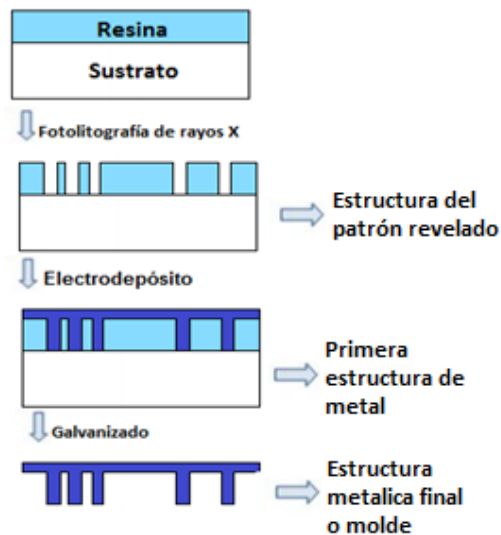 Resina
Sustrato
Fotolitografía de rayos X
Estructura del
patrón revelado
Electrodepósito
Primera
estructura de
metal
Galvanizado
Estructura
metalica final
o molde